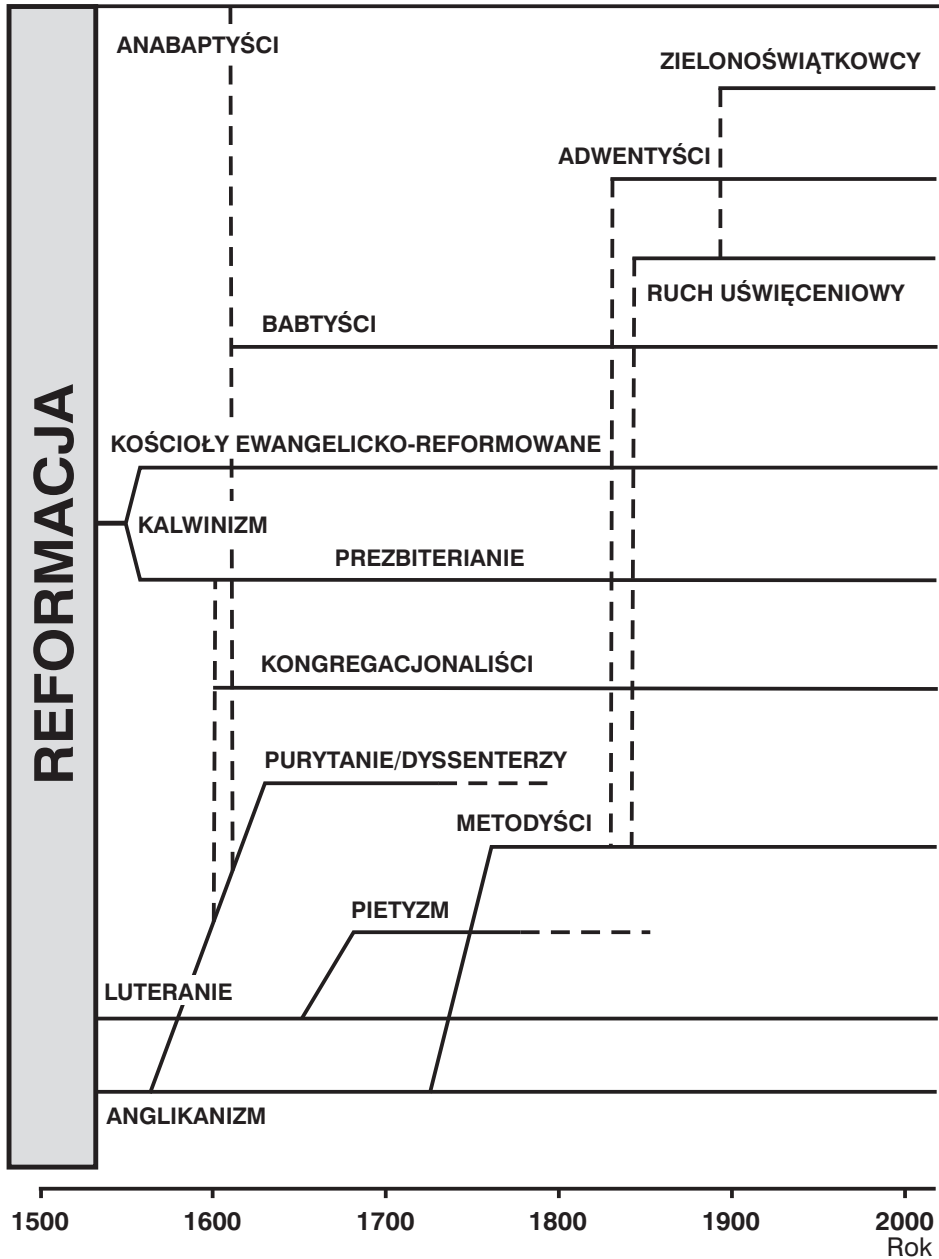 REFORMACJA
ANABAPTYŚCI
ZIELONOŚWIĄTKOWCY
ADWENTYŚCI
RUCH UŚWIĘCENIOWY
BABTYŚCI
KOŚCIOŁY EWANGELICKO-REFORMOWANE
KALWINIZM
PREZBITERIANIE
KONGREGACJONALIŚCI
PURYTANIE/DYSSENTERZY
METODYŚCI
PIETYZM
LUTERANIE
ANGLIKANIZM
1500 1600 1700 1800 1900 2000
Rok